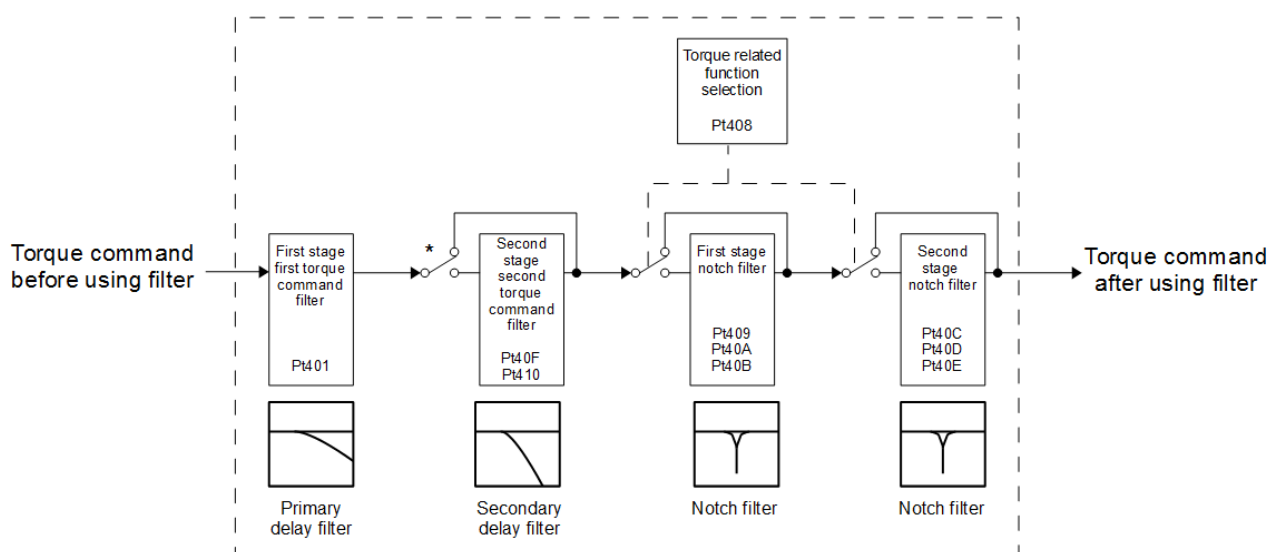 Torque related
function
selection
Pt408
Torque command
before using filter
First stage
first torque
command
filter
Pt401
*
Second
stage
second
torque
command
filter
Pt40F
Pt410
First stage
notch filter
Pt409
Pt40A
Pt40B
Second
stage
notch filter
Pt40C
Pt40D
Pt40E
Torque command
after using filter
Primary
delay filter
Secondary
delay filter
Notch filter
Notch filter